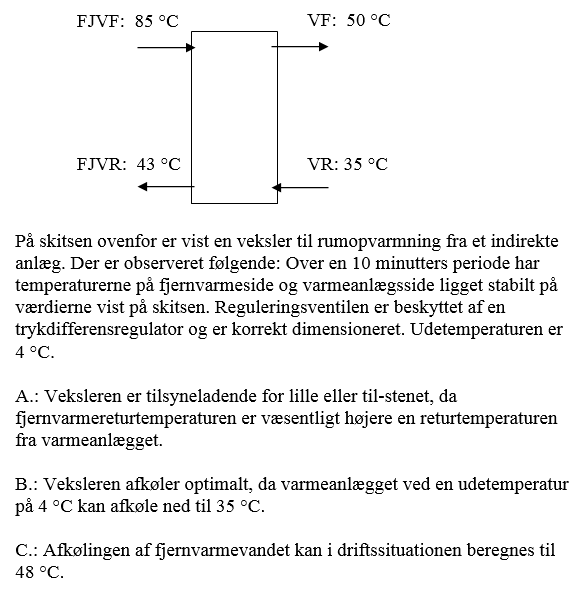 FJVF: 85 °C VF: 50 °C
FJVR: 43 °C VR: 35 °C
På skitsen ovenfor er vist en veksler til rumopvarmning fra et indirekte
anlæg. Der er observeret følgende: Over en 10 minutters periode har
temperaturerne på fjernvarmeside og varmeanlægsside ligget stabilt på
værdierne vist på skitsen. Reguleringsventilen er beskyttet af en
trykdifferensregulator og er korrekt dimensioneret. Udetemperaturen er
4 °C.
A.: Veksleren er tilsyneladende for lille eller til-stenet, da
fjernvarmereturtemperaturen er væsentligt højere en returtemperaturen
fra varmeanlægget.
B.: Veksleren afkøler optimalt, da varmeanlægget ved en udetemperatur
på 4 °C kan afkøle ned til 35 °C.
C.: Afkølingen af fjernvarmevandet kan i driftssituationen beregnes til
48 °C.